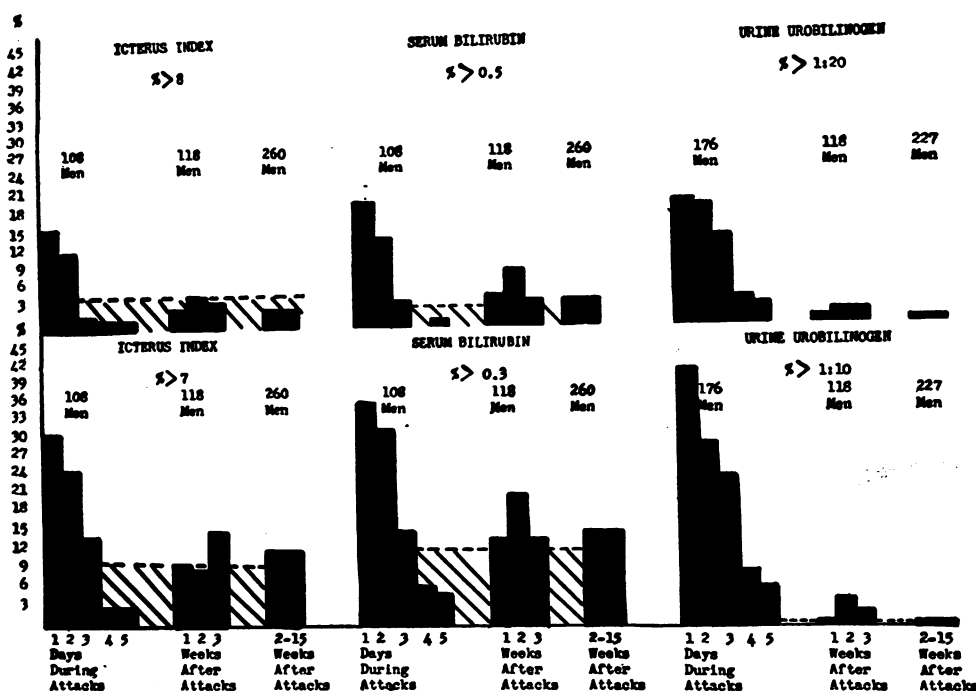 %
ICTERUS INDEX
%>8
SERUM BILIRUBIN
%>0.5
URINE UROBILINOGEN
%>1:20
45
42
39
36
33
30
27
24
21
18
15
12
9
6
3
108 Men
118 Men
260 Men
108 Men
118 Men
260 Men
176 Men
118 Men
227 Men
%
ICTERUS INDEX
%>7
SERUM BILIRUBIN
%> 0.3
URINE UROBILINOGEN
%> 1:10
45
42
39
36
33
30
27
24
21
18
15
12
9
6
3
108 Men
118 Men
260 Men
108 Men
118 Men
260 Men
176 Men
118 Men
227 Men
1 2 3 4 5
Days
During
Attacks
1 2 3
Weeks
After
Attacks
2-15
Weeks
After
Attacks
1 2 3 4 5
Days
During
Attacks
1 2 3
Weeks
After
Attacks
2-15
Weeks
After
Attacks
1 2 3 4 5
Days
During
Attacks
1 2 3
Weeks
After
Attacks
2-15
Weeks
After
Attacks